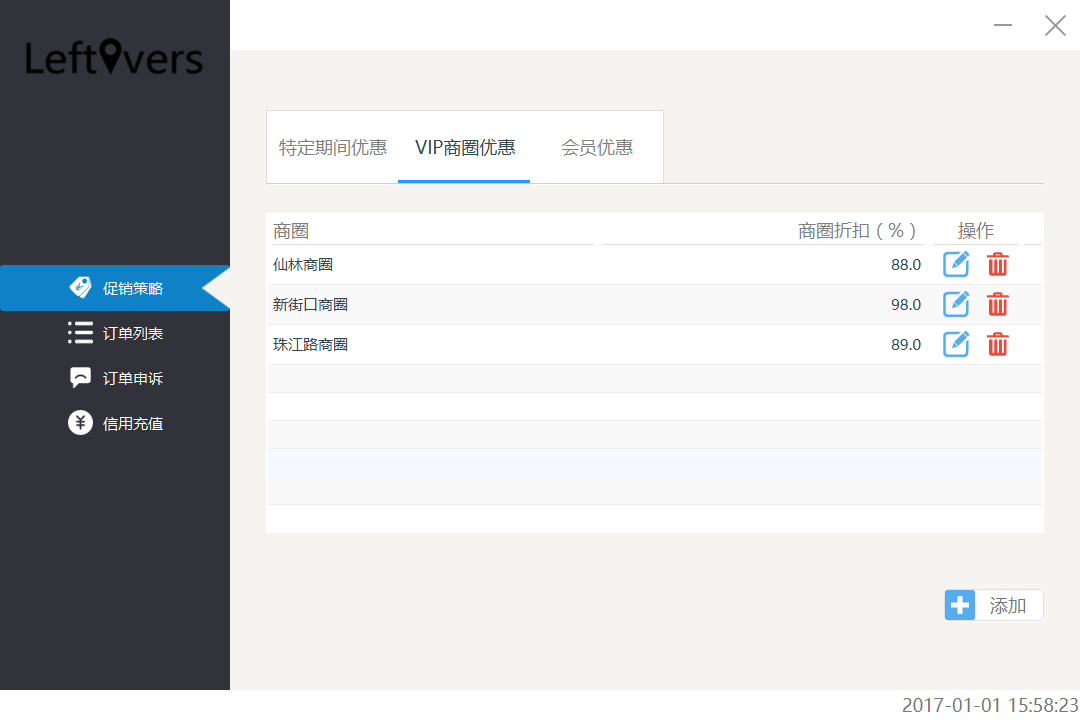 Leftovers
促销策略
订单列表
订单申诉
信用充值
特定期间优惠 VIP商圈优惠 会员优惠
商圈 商圈折扣（%） 操作
仙林商圈 88.0
新街口商圈 98.0
珠江路商圈 89.0
添加
2017-01-01 15:58:23